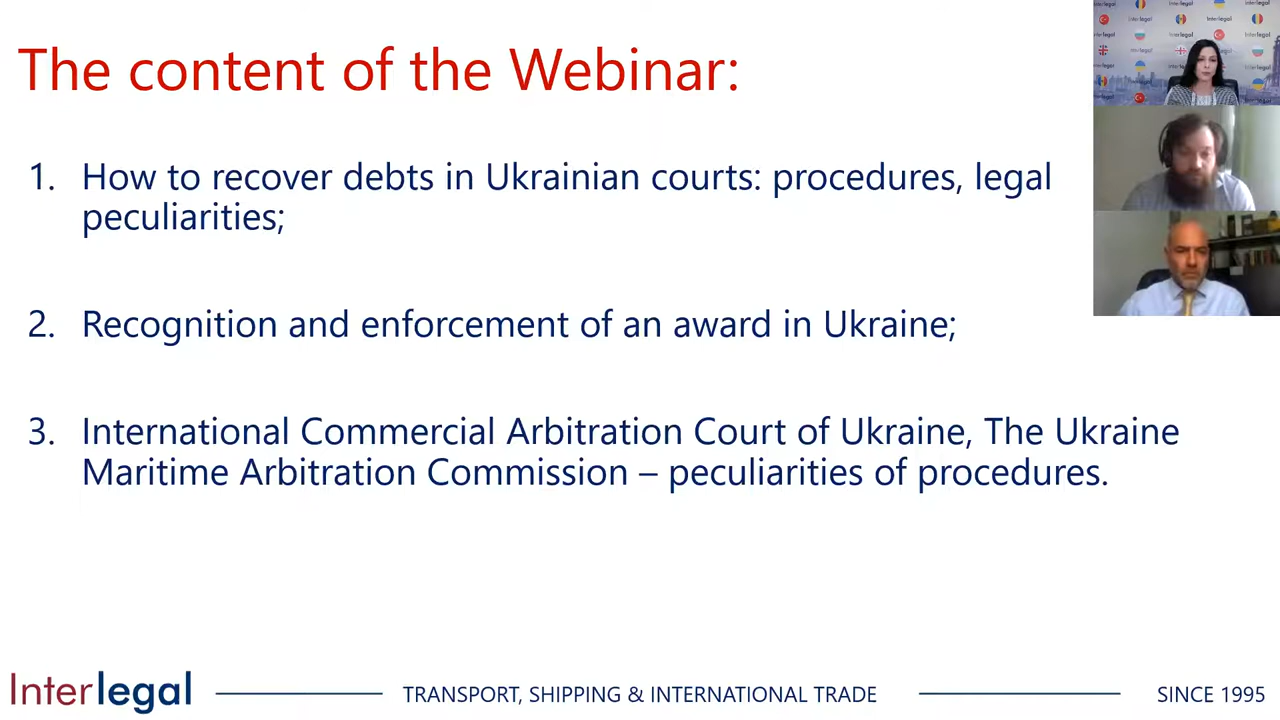 The content of the Webinar:
1. How to recover debts in Ukrainian courts: procedures, legal
peculiarities;
2. Recognition and enforcement of an award in Ukraine;
3. International Commercial Arbitration Court of Ukraine, The Ukraine
Maritime Arbitration Commission – peculiarities of procedures.
Interlegal
TRANSPORT, SHIPPING & INTERNATIONAL TRADE
SINCE 1995